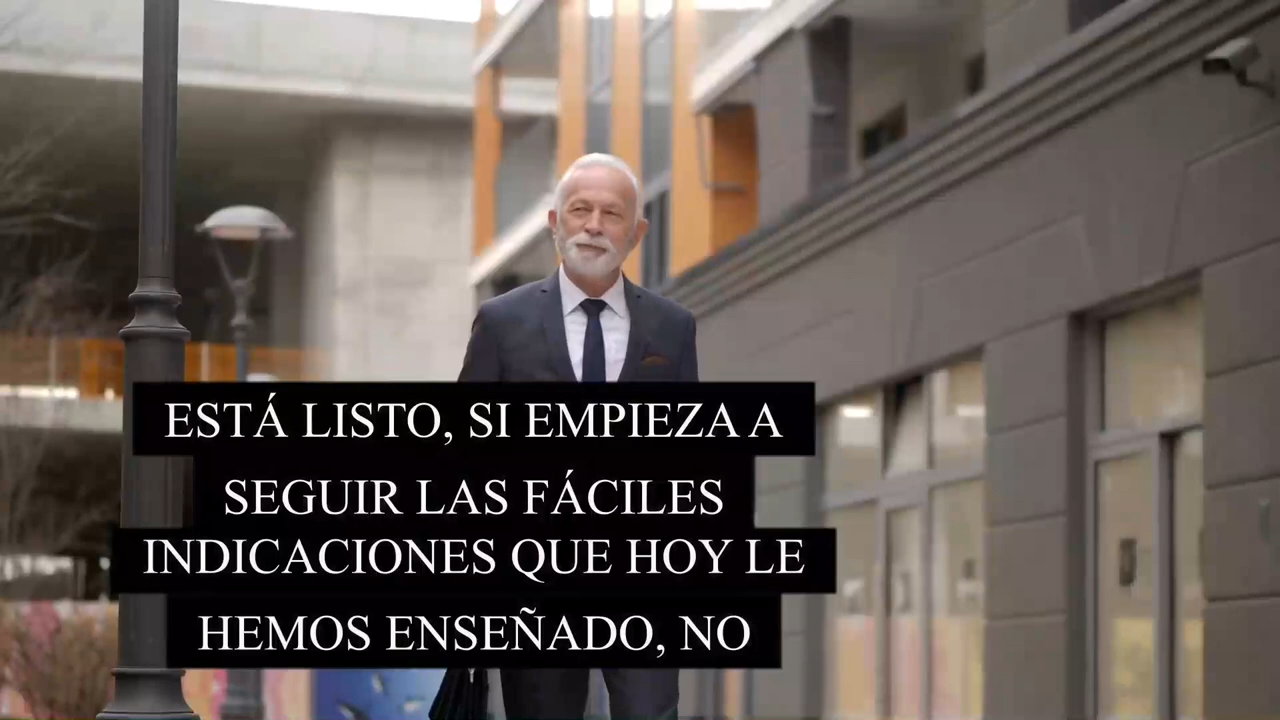 ESTÁ LISTO, SI EMPIEZA A
SEGUIR LAS FÁCILES
INDICACIONES QUE HOY LE
HEMOS ENSEÑADO, NO